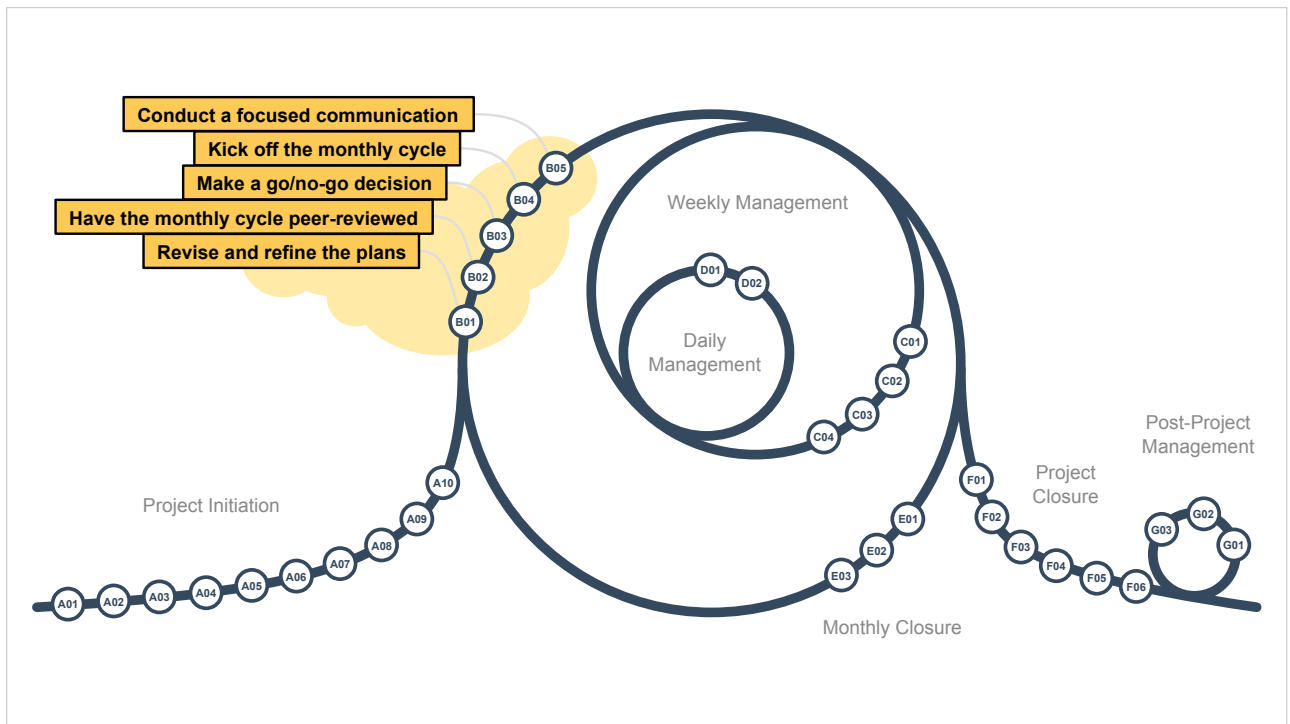 Conduct a focused communication
Kick off the monthly cycle
Make a go/no-go decision
Have the monthly cycle peer-reviewed
Revise and refine the plans
B05
B04
B03
B02
B01
Weekly Management
D01
D02
Daily
Management
C01
C02
C03
C04
Project Initiation
A01
A02
A03
A04
A05
A06
A07
A08
A09
A10
E01
E02
E03
Monthly Closure
Project
Closure
F01
F02
F03
F04
F05
F06
Post-Project
Management
G03
G02
G01